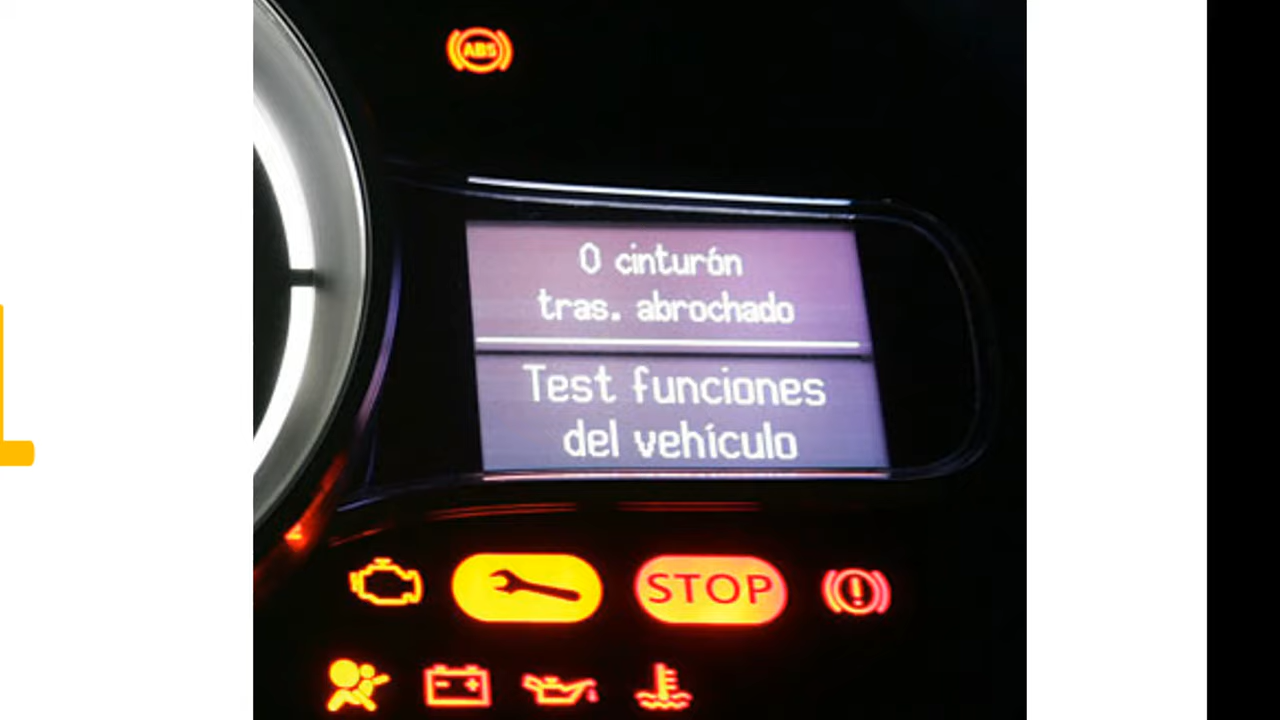 ABS
0 cinturón
tras. abrochado
Test funciones
del vehículo
STOP